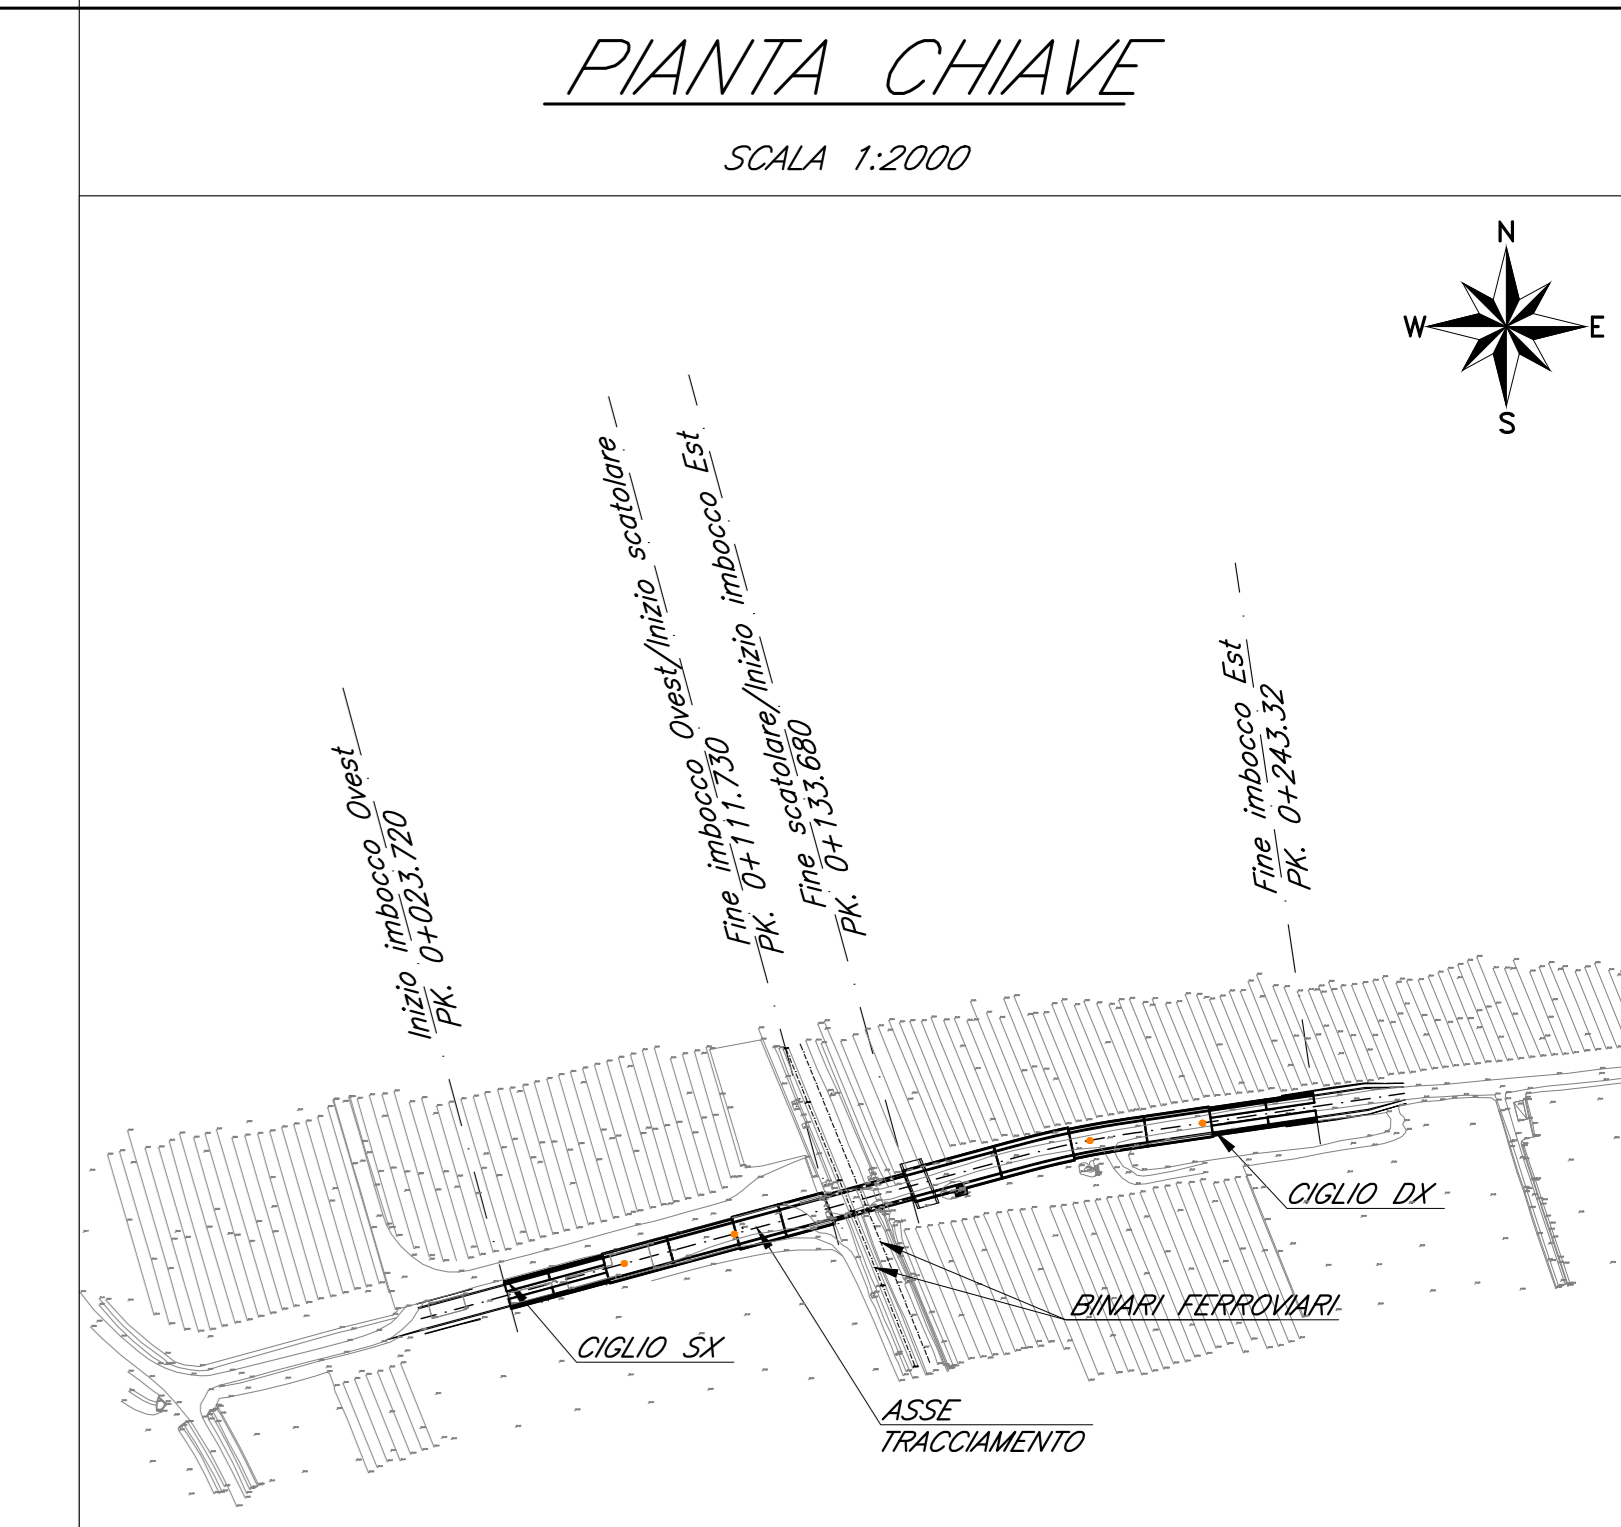 PIANTA CHIAVE
SCALA 1:2000
N
W
E
S
Inizio imbocco Ovest
PK. 0+023.720
Fine imbocco Ovest/Inizio scatolare
PK. 0+111.730
Fine scatolare/Inizio imbocco Est
PK. 0+133.680
Fine imbocco Est
PK. 0+243.32
CIGLIO DX
BINARI FERROVIARI
CIGLIO SX
ASSE
TRACCIAMENTO